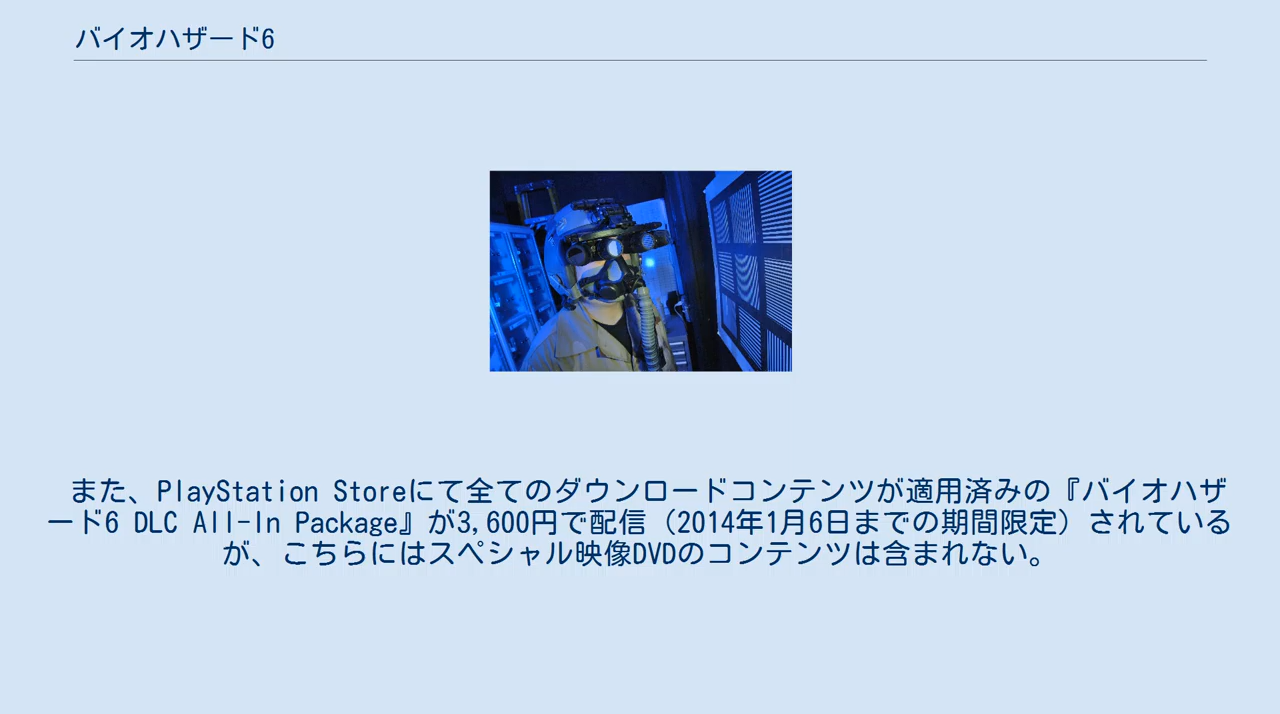 バイオハザード6
また、PlayStation Storeにて全てのダウンロードコンテンツが適用済みの『バイオハザ
ード6 DLC All-In Package』が3,600円で配信（2014年1月6日までの期間限定）されている
が、こちらにはスペシャル映像DVDのコンテンツは含まれない。